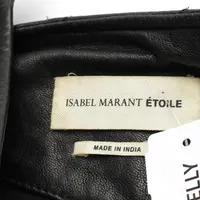 ISABEL MARANT ÉTOILE
MADE IN INDIA
ELLY